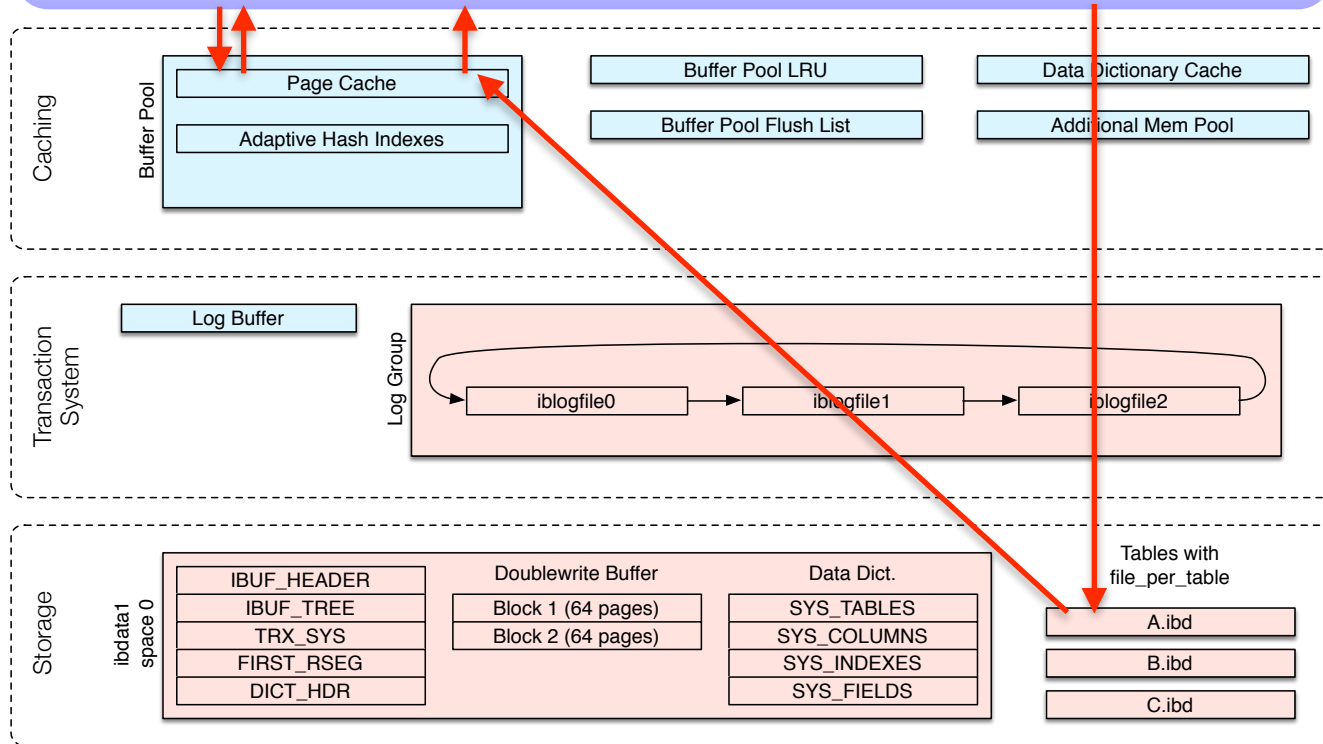 Caching
Buffer Pool
Page Cache
Adaptive Hash Indexes
Buffer Pool LRU
Buffer Pool Flush List
Data Dictionary Cache
Additional Mem Pool
Transaction
System
Log Buffer
Log Group
iblogfile0
iblogfile1
iblogfile2
Storage
ibdata1
space 0
IBUF_HEADER
IBUF_TREE
TRX_SYS
FIRST_RSEG
DICT_HDR
Doublewrite Buffer
Block 1 (64 pages)
Block 2 (64 pages)
Data Dict.
SYS_TABLES
SYS_COLUMNS
SYS_INDEXES
SYS_FIELDS
Tables with
file_per_table
A.ibd
B.ibd
C.ibd